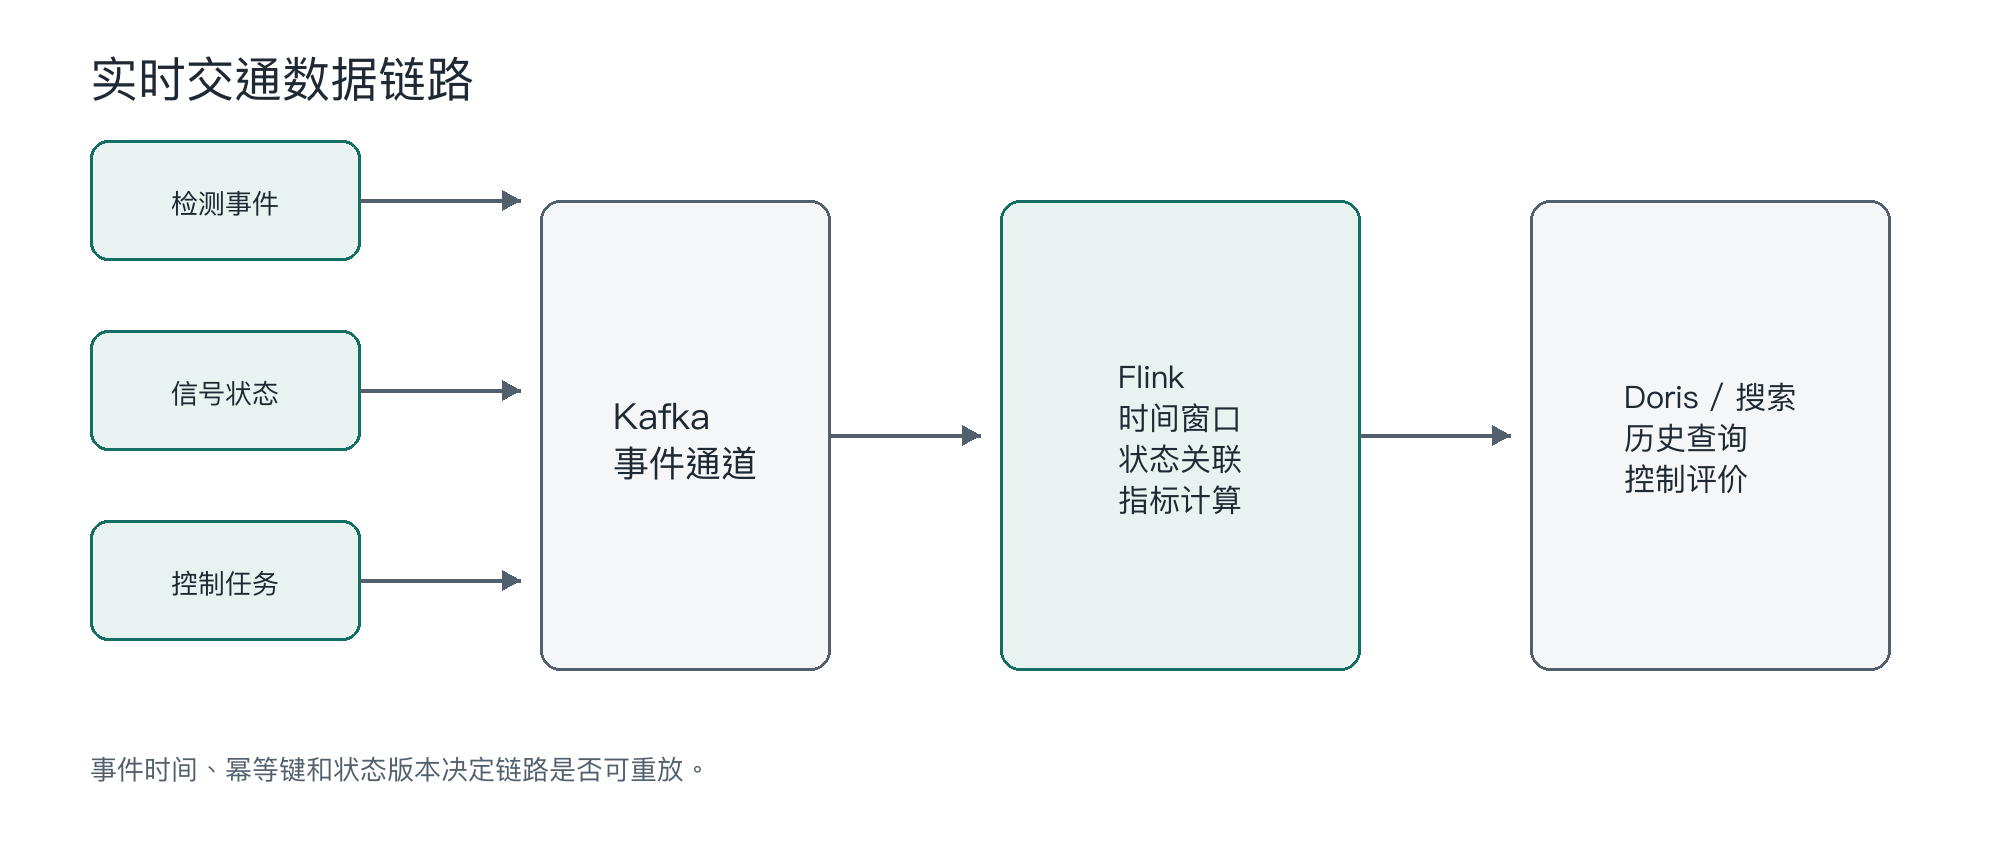 实时交通数据链路
检测事件
信号状态
控制任务
Kafka
事件通道
Flink
时间窗口
状态关联
指标计算
Doris / 搜索
历史查询
控制评价
事件时间、幂等键和状态版本决定链路是否可重放。